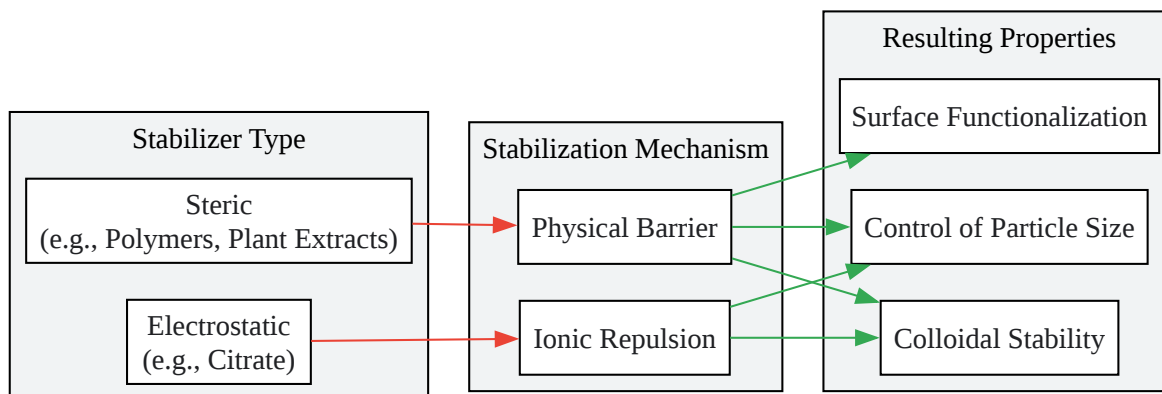 Stabilizer Type
Steric
(e.g., Polymers, Plant Extracts)
Electrostatic
(e.g., Citrate)
Stabilization Mechanism
Physical Barrier
Ionic Repulsion
Resulting Properties
Surface Functionalization
Control of Particle Size
Colloidal Stability